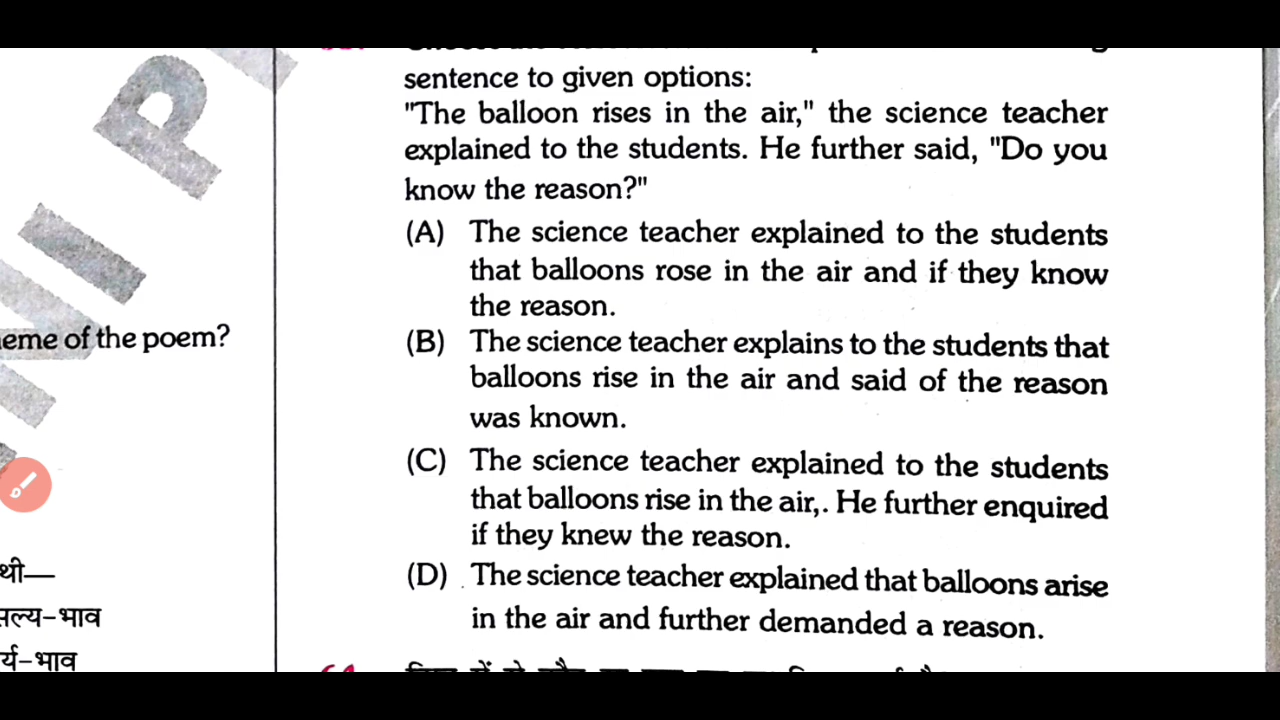 sentence to given options:
"The balloon rises in the air," the science teacher
explained to the students. He further said, "Do you
know the reason?"
(A) The science teacher explained to the students
that balloons rose in the air and if they know
the reason.
(B) The science teacher explains to the students that
balloons rise in the air and said of the reason
was known.
(C) The science teacher explained to the students
that balloons rise in the air,. He further enquired
if they knew the reason.
(D) The science teacher explained that balloons arise
in the air and further demanded a reason.
eme of the poem?
थी—
सल्य-भाव
र्य-भाव